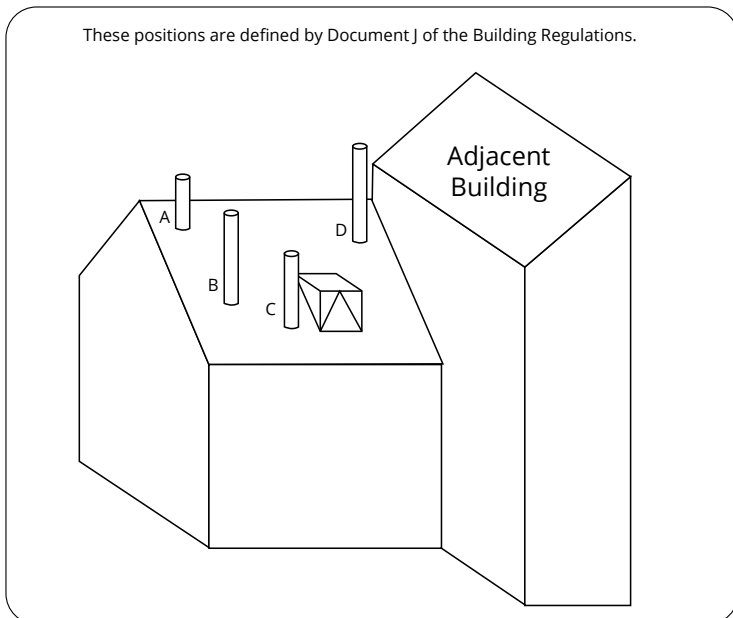 These positions are defined by Document J of the Building Regulations.
Adjacent
Building
A
D
B
C